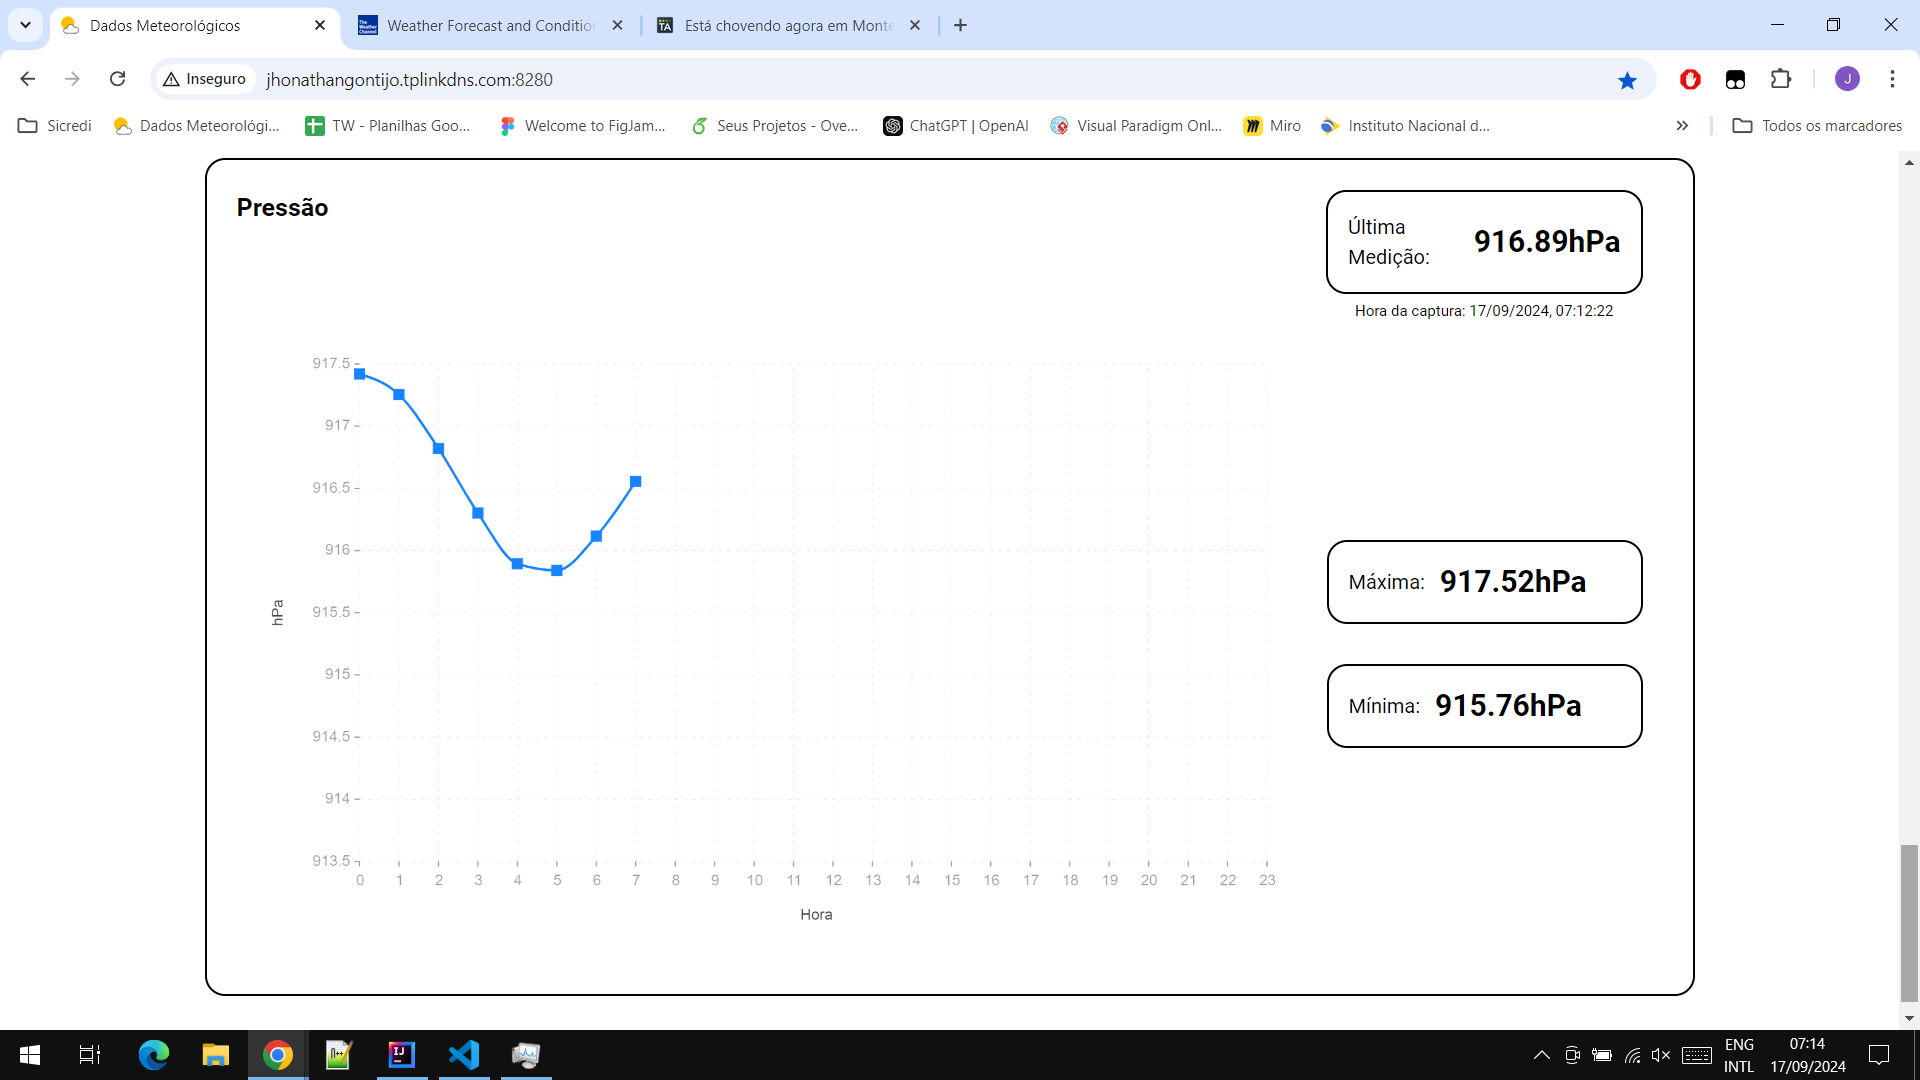 Dados Meteorológicos
Weather Forecast and Conditio
Está chovendo agora em Monte
Inseguro
jhonathangontijo.tplinkdns.com:8280
J
Sicredi
Dados Meteorológi...
TW - Planilhas Goo...
Welcome to FigJam...
Seus Projetos - Ove...
ChatGPT | OpenAI
Visual Paradigm Onl...
Miro
Instituto Nacional d...
Todos os marcadores
Pressão
Última
Medição:
916.89hPa
Hora da captura: 17/09/2024, 07:12:22
917.5
917
916.5
916
915.5
915
914.5
914
913.5
hPa
0 1 2 3 4 5 6 7 8 9 10 11 12 13 14 15 16 17 18 19 20 21 22 23
Hora
Máxima: 917.52hPa
Mínima: 915.76hPa
ENG
INTL
07:14
17/09/2024